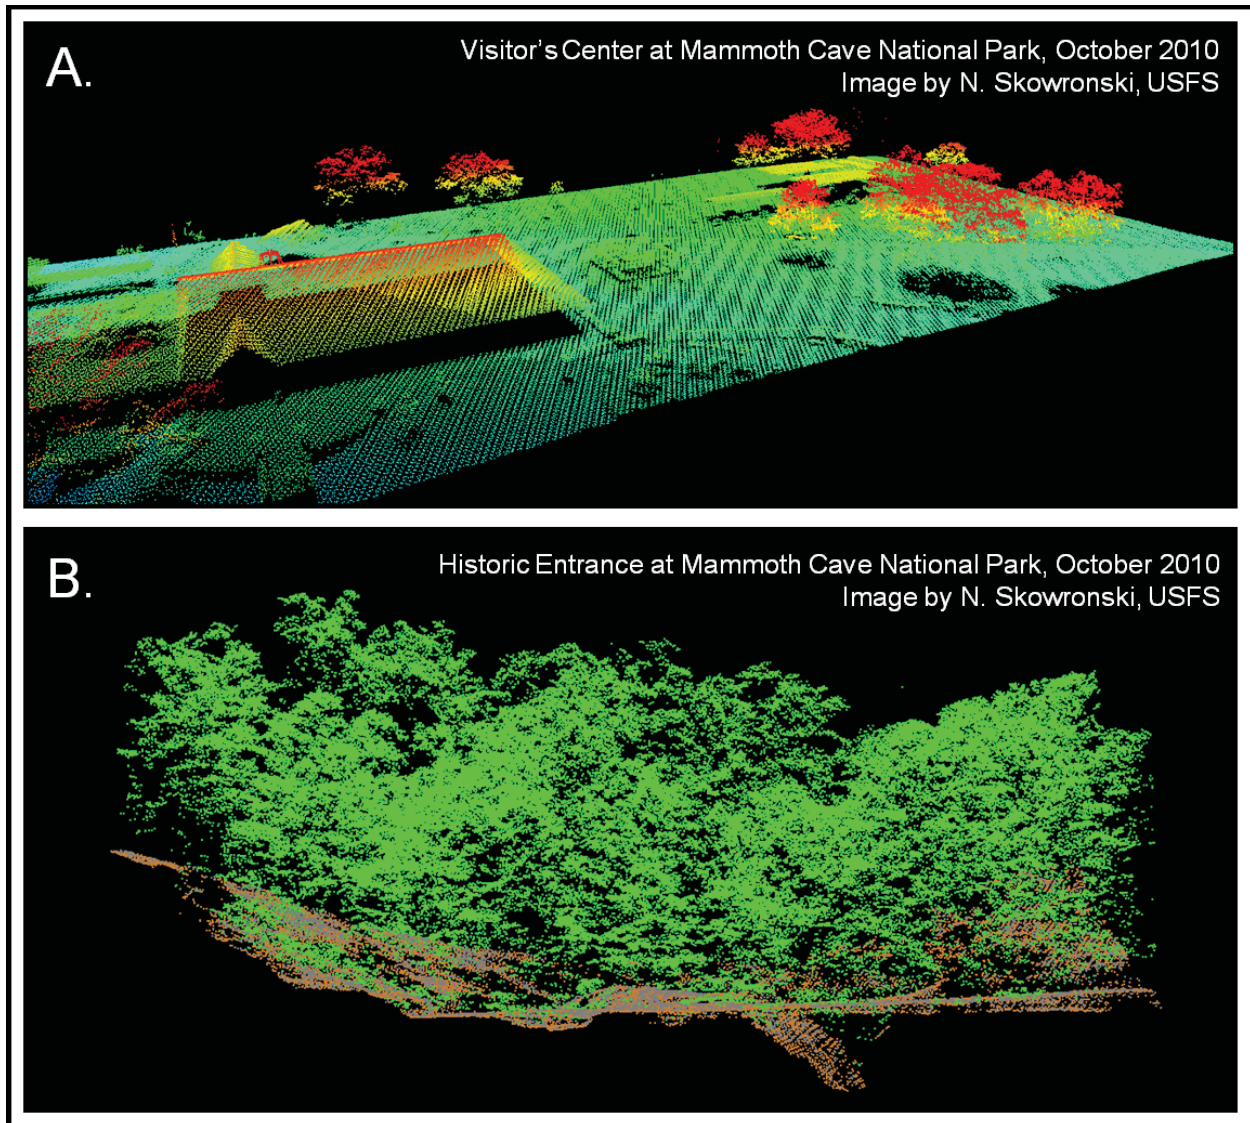 A.
Visitor's Center at Mammoth Cave National Park, October 2010
Image by N. Skowronski, USFS
B.
Historic Entrance at Mammoth Cave National Park, October 2010
Image by N. Skowronski, USFS